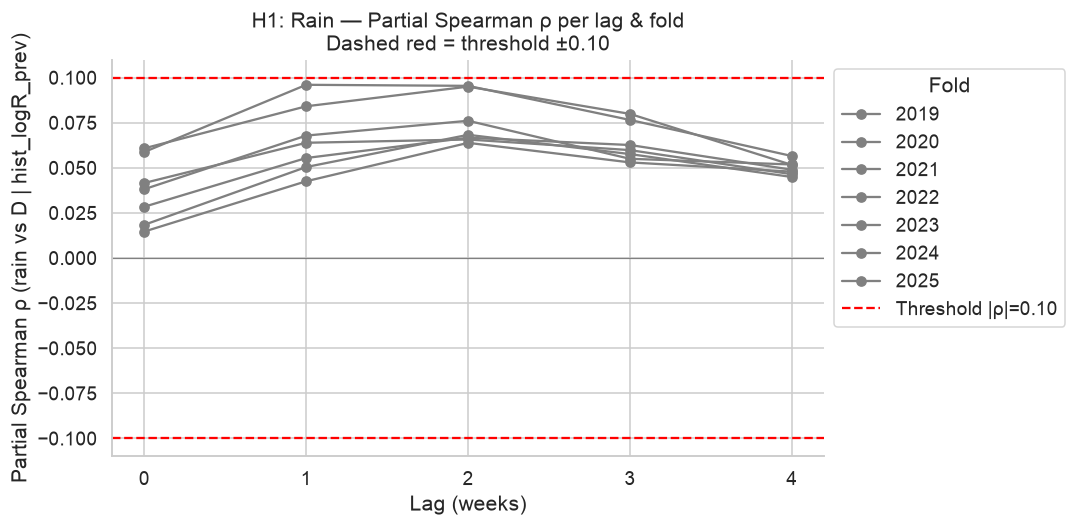 H1: Rain — Partial Spearman ρ per lag & fold
Dashed red = threshold ±0.10
Partial Spearman ρ (rain vs D | hist_logR_prev)
0.100
0.075
0.050
0.025
0.000
−0.025
−0.050
−0.075
−0.100
0 1 2 3 4
Lag (weeks)
Fold
2019
2020
2021
2022
2023
2024
2025
Threshold |ρ|=0.10